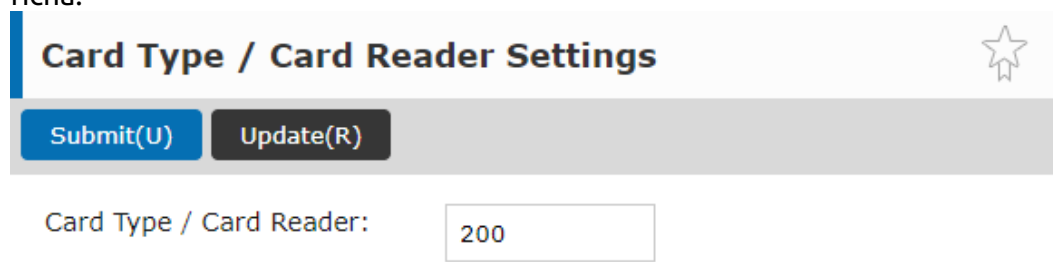 Card Type / Card Reader Settings
Submit(U) Update(R)
Card Type / Card Reader: 200